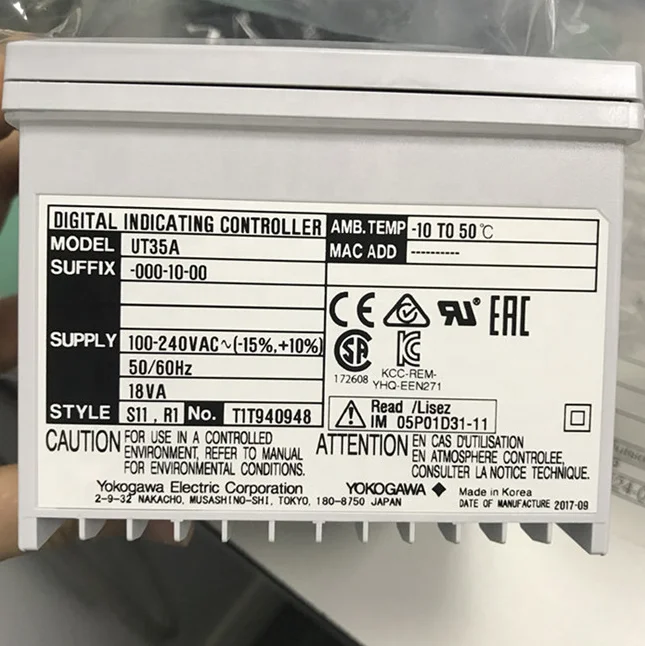 DIGITAL INDICATING CONTROLLER
MODEL UT35A
SUFFIX -000-10-00
SUPPLY 100-240VAC~(-15%,+10%)
50/60Hz
18VA
STYLE S11 , R1 No. T1T940948
AMB.TEMP -10 TO 50℃
MAC ADD ----------
CE
RU
EAC
SA
172608
KCC-REM-
YHQ-EEN271
Read /Lisez
IM 05P01D31-11
CAUTION FOR USE IN A CONTROLLED
ENVIRONMENT, REFER TO MANUAL
FOR ENVIRONMENTAL CONDITIONS.
ATTENTION EN CAS D'UTILISATION
EN ATMOSPHERE CONTROLEE,
CONSULTER LA NOTICE TECHNIQUE.
Yokogawa Electric Corporation YOKOGAWA ◆ Made in Korea
2-9-32 NAKACHO, MUSASHINO-SHI, TOKYO, 180-8750 JAPAN DATE OF MANUFACTURE 2017-09